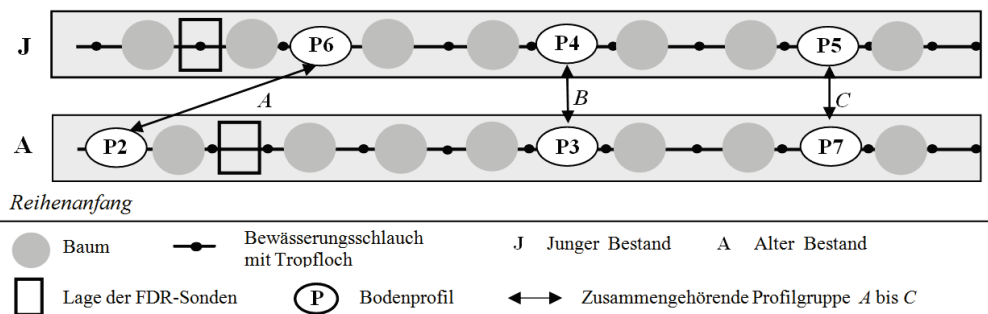 J P6 P4 P5
A B C
A P2 P3 P7
Reihenanfang
Baum Bewässerungsschlauch mit Tropfloch J Junger Bestand A Alter Bestand
Lage der FDR-Sonden P Bodenprofil Zusammengehörende Profilgruppe A bis C